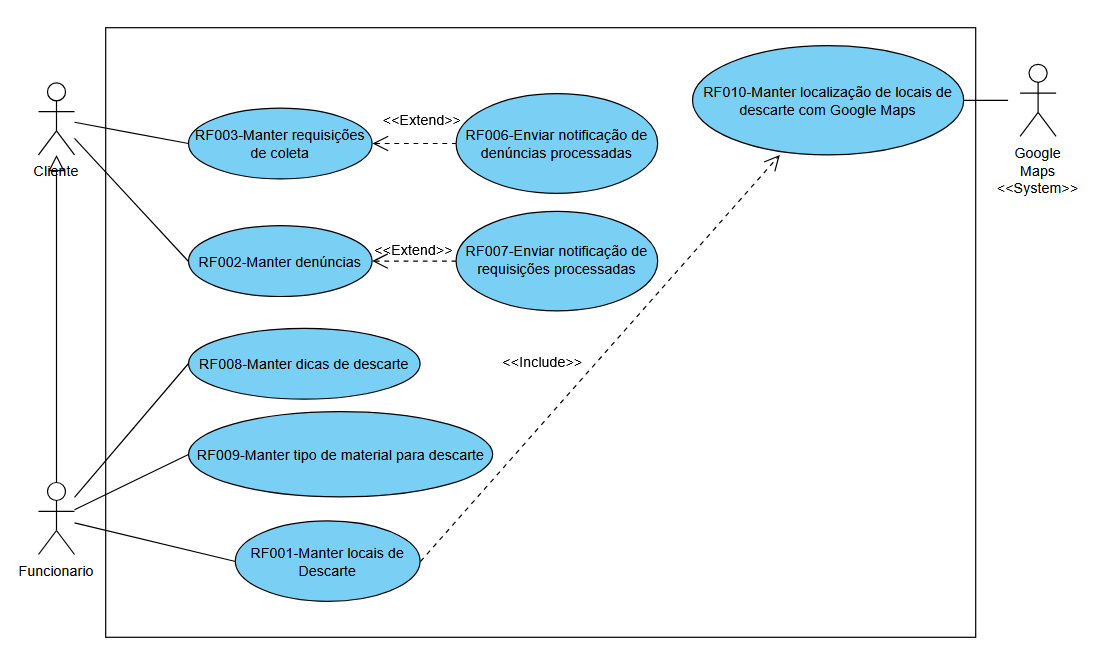 Cliente
RF003-Manter requisições
de coleta
<<Extend>>
RF006-Enviar notificação de
denúncias processadas
RF010-Manter localização de locais de
descarte com Google Maps
Google
Maps
<<System>>
RF002-Manter denúncias
<<Extend>>
RF007-Enviar notificação de
requisições processadas
RF008-Manter dicas de descarte
<<Include>>
RF009-Manter tipo de material para descarte
RF001-Manter locais de
Descarte
Funcionario